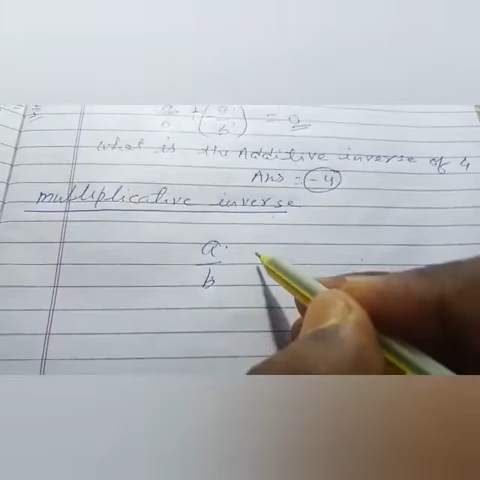 a/b + (-a/b) = 0
what is the Additive inverse of 4
Ans = -4
multiplicative inverse
a/b